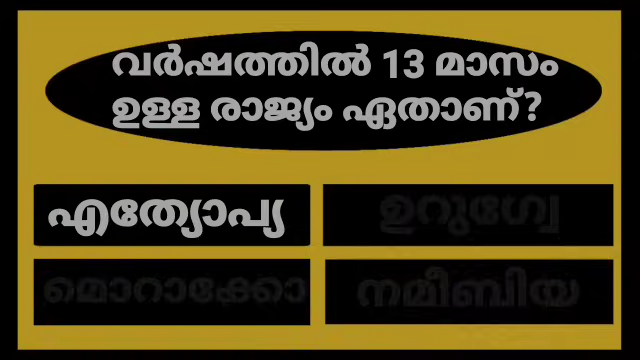 വർഷത്തിൽ 13 മാസം
ഉള്ള രാജ്യം ഏതാണ്?
എത്യോപ്യ
ഉറുഗ്വേ
മൊറാക്കോ
നമീബിയ